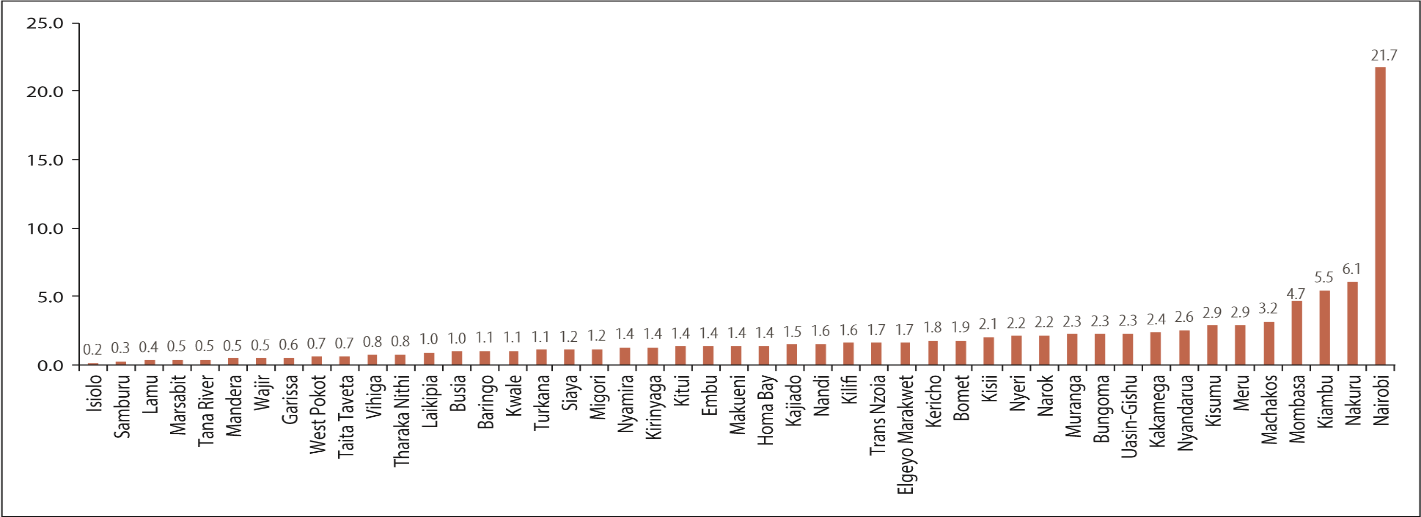 25.0
20.0
15.0
10.0
5.0
0.0
0.2 0.3 0.4 0.5 0.5 0.5 0.5 0.6 0.7 0.7 0.8 0.8 1.0 1.0 1.1 1.1 1.1 1.2 1.2 1.4 1.4 1.4 1.4 1.4 1.4 1.5 1.6 1.6 1.7 1.7 1.8 1.9 2.1 2.2 2.2 2.3 2.3 2.3 2.4 2.6 2.9 2.9 3.2 4.7 5.5 6.1 21.7
Isiolo
Samburu
Lamu
Marsabit
Tana River
Mandera
Wajir
Garissa
West Pokot
Taita Taveta
Vihiga
Tharaka Nithi
Laikipia
Busia
Baringo
Kwale
Turkana
Siaya
Migori
Nyamira
Kirinyaga
Kitui
Embu
Makueni
Homa Bay
Kajiado
Nandi
Kilifi
Trans Nzoia
Elgeyo Marakwet
Kericho
Bomet
Kisii
Nyeri
Narok
Muranga
Bungoma
Uasin-Gishu
Kakamega
Nyandarua
Kisumu
Meru
Machakos
Mombasa
Kiambu
Nakuru
Nairobi